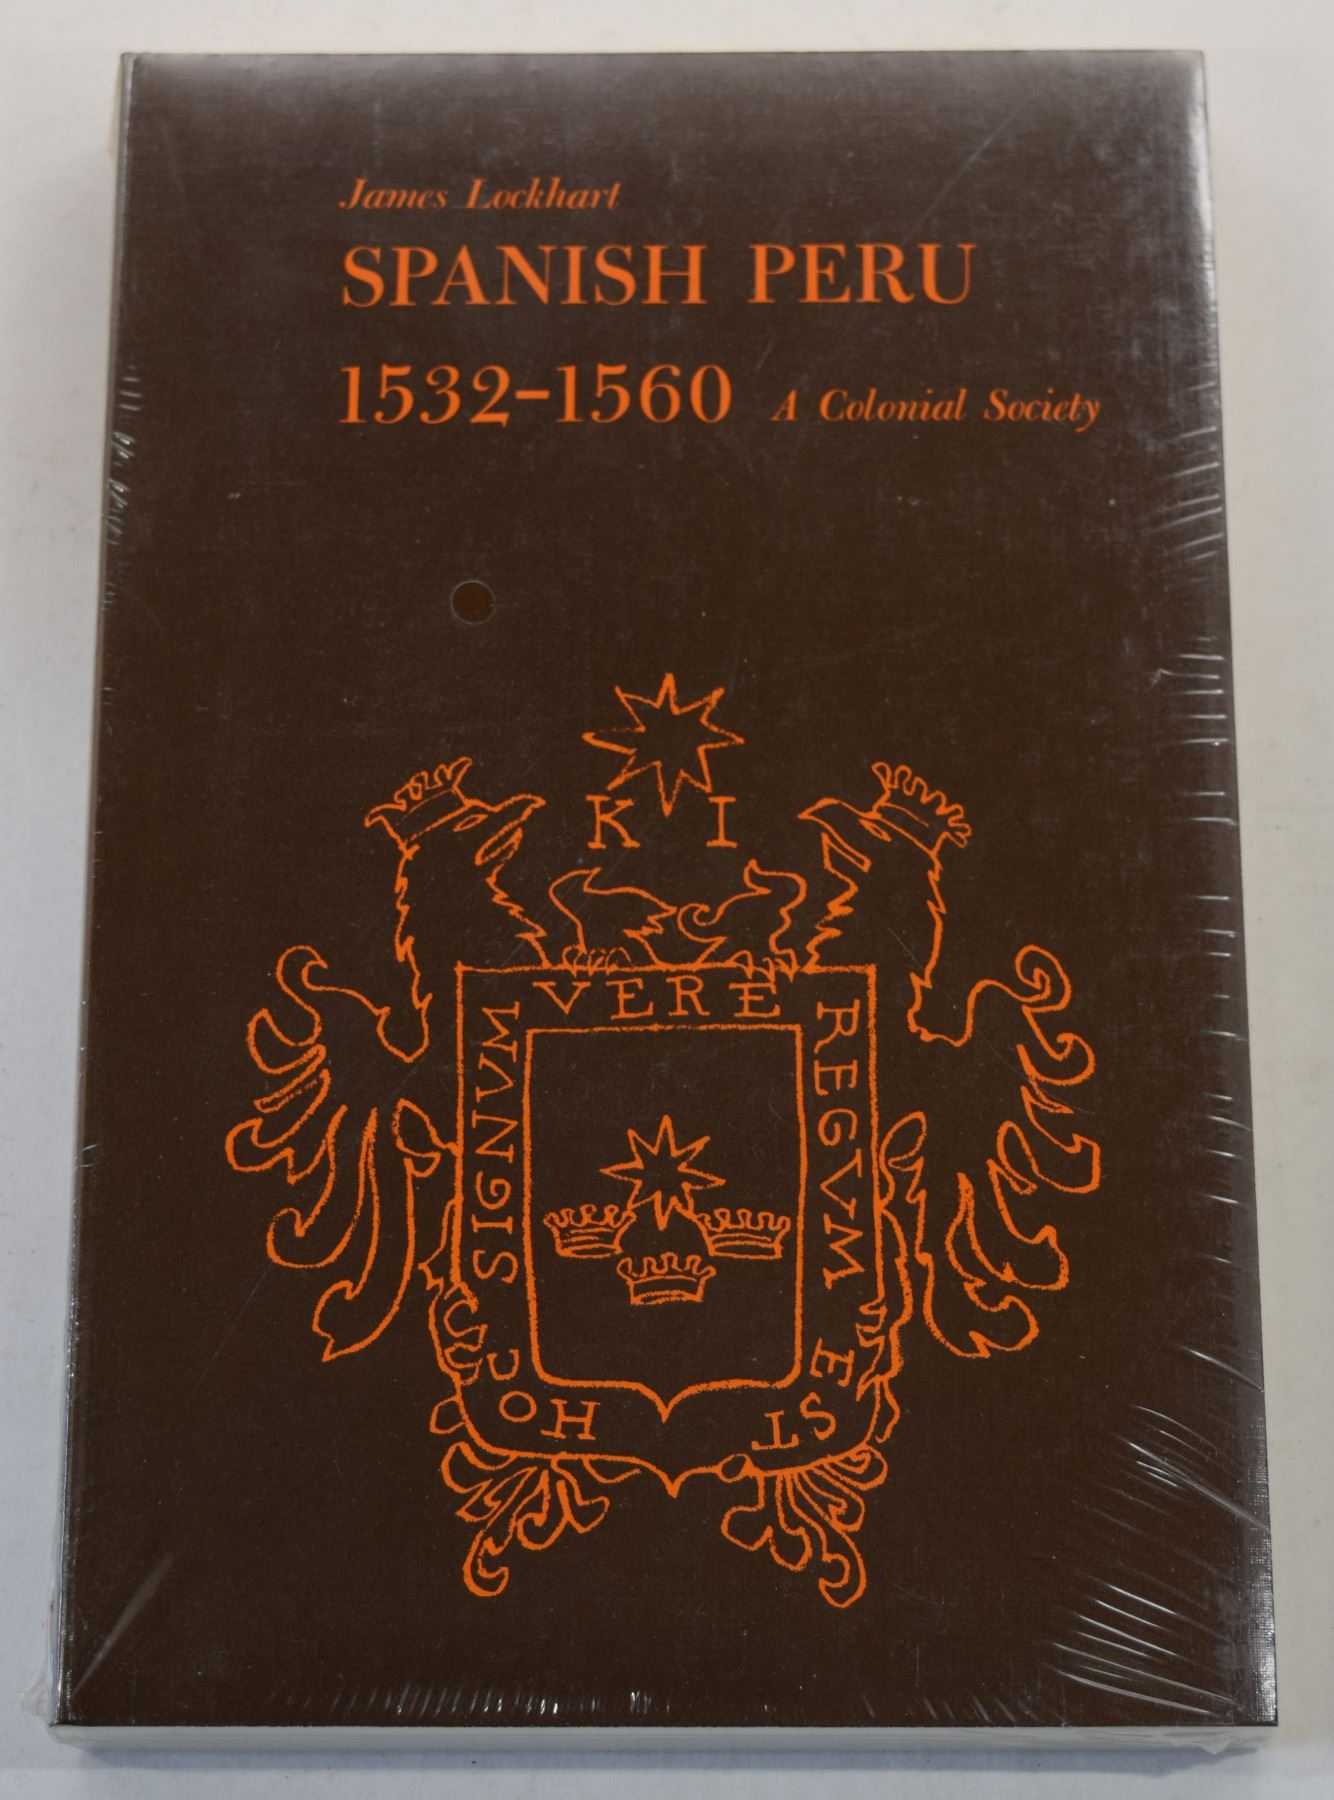 James Lockhart
SPANISH PERU
1532-1560 A Colonial Society
K I
HOC SIGNVM VERE REGVM EST